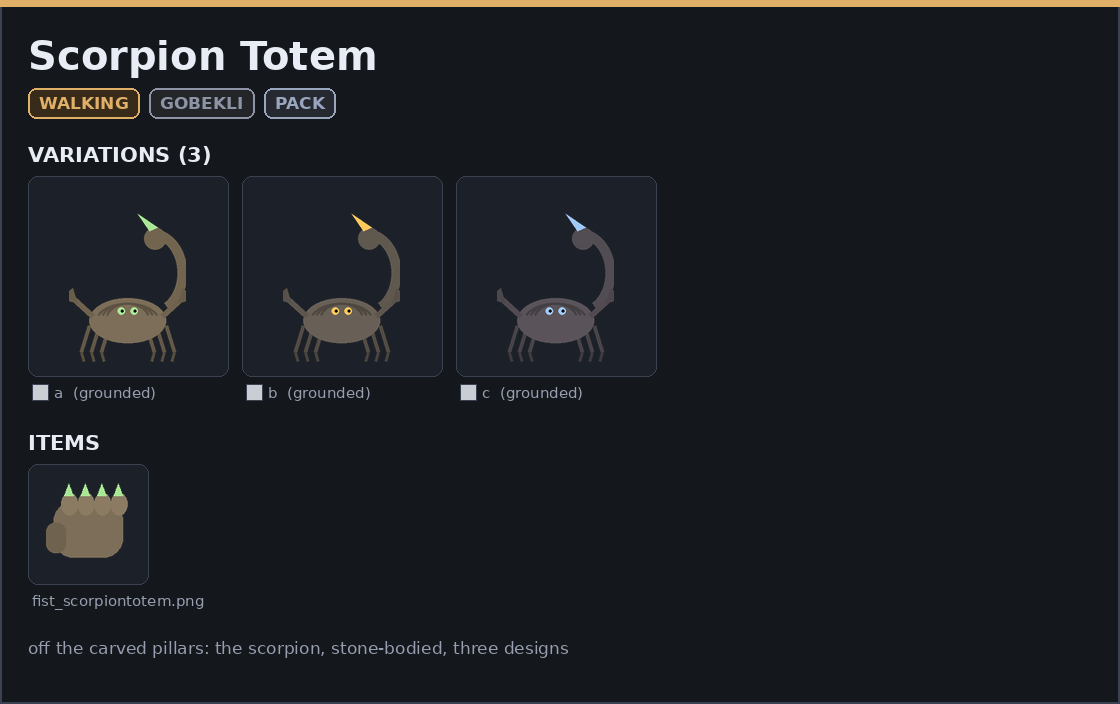 Scorpion Totem
WALKING GOBEKLI PACK
VARIATIONS (3)
a (grounded) b (grounded) c (grounded)
ITEMS
fist_scorpiontotem.png
off the carved pillars: the scorpion, stone-bodied, three designs